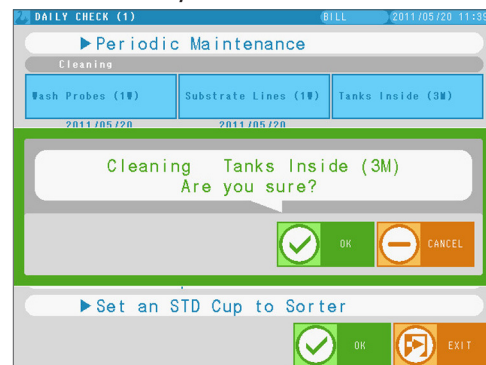 DAILY CHECK (1) BILL 2011/05/20 11:39
▶Periodic Maintenance
Cleaning
Wash Probes (1W) Substrate Lines (1W) Tanks Inside (3M)
2011/05/20 2011/05/20
Cleaning Tanks Inside (3M)
Are you sure?
OK CANCEL
▶Set an STD Cup to Sorter
OK EXIT